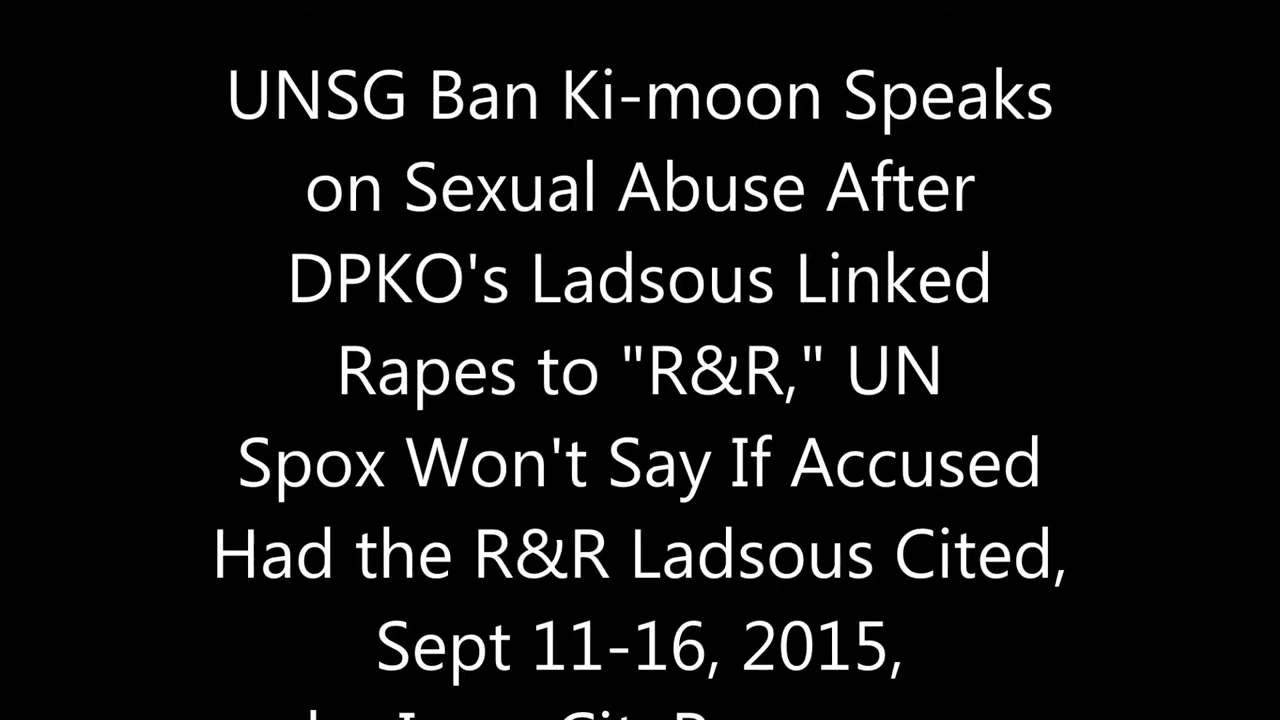 UNSG Ban Ki-moon Speaks
on Sexual Abuse After
DPKO's Ladsous Linked
Rapes to "R&R," UN
Spox Won't Say If Accused
Had the R&R Ladsous Cited,
Sept 11-16, 2015,